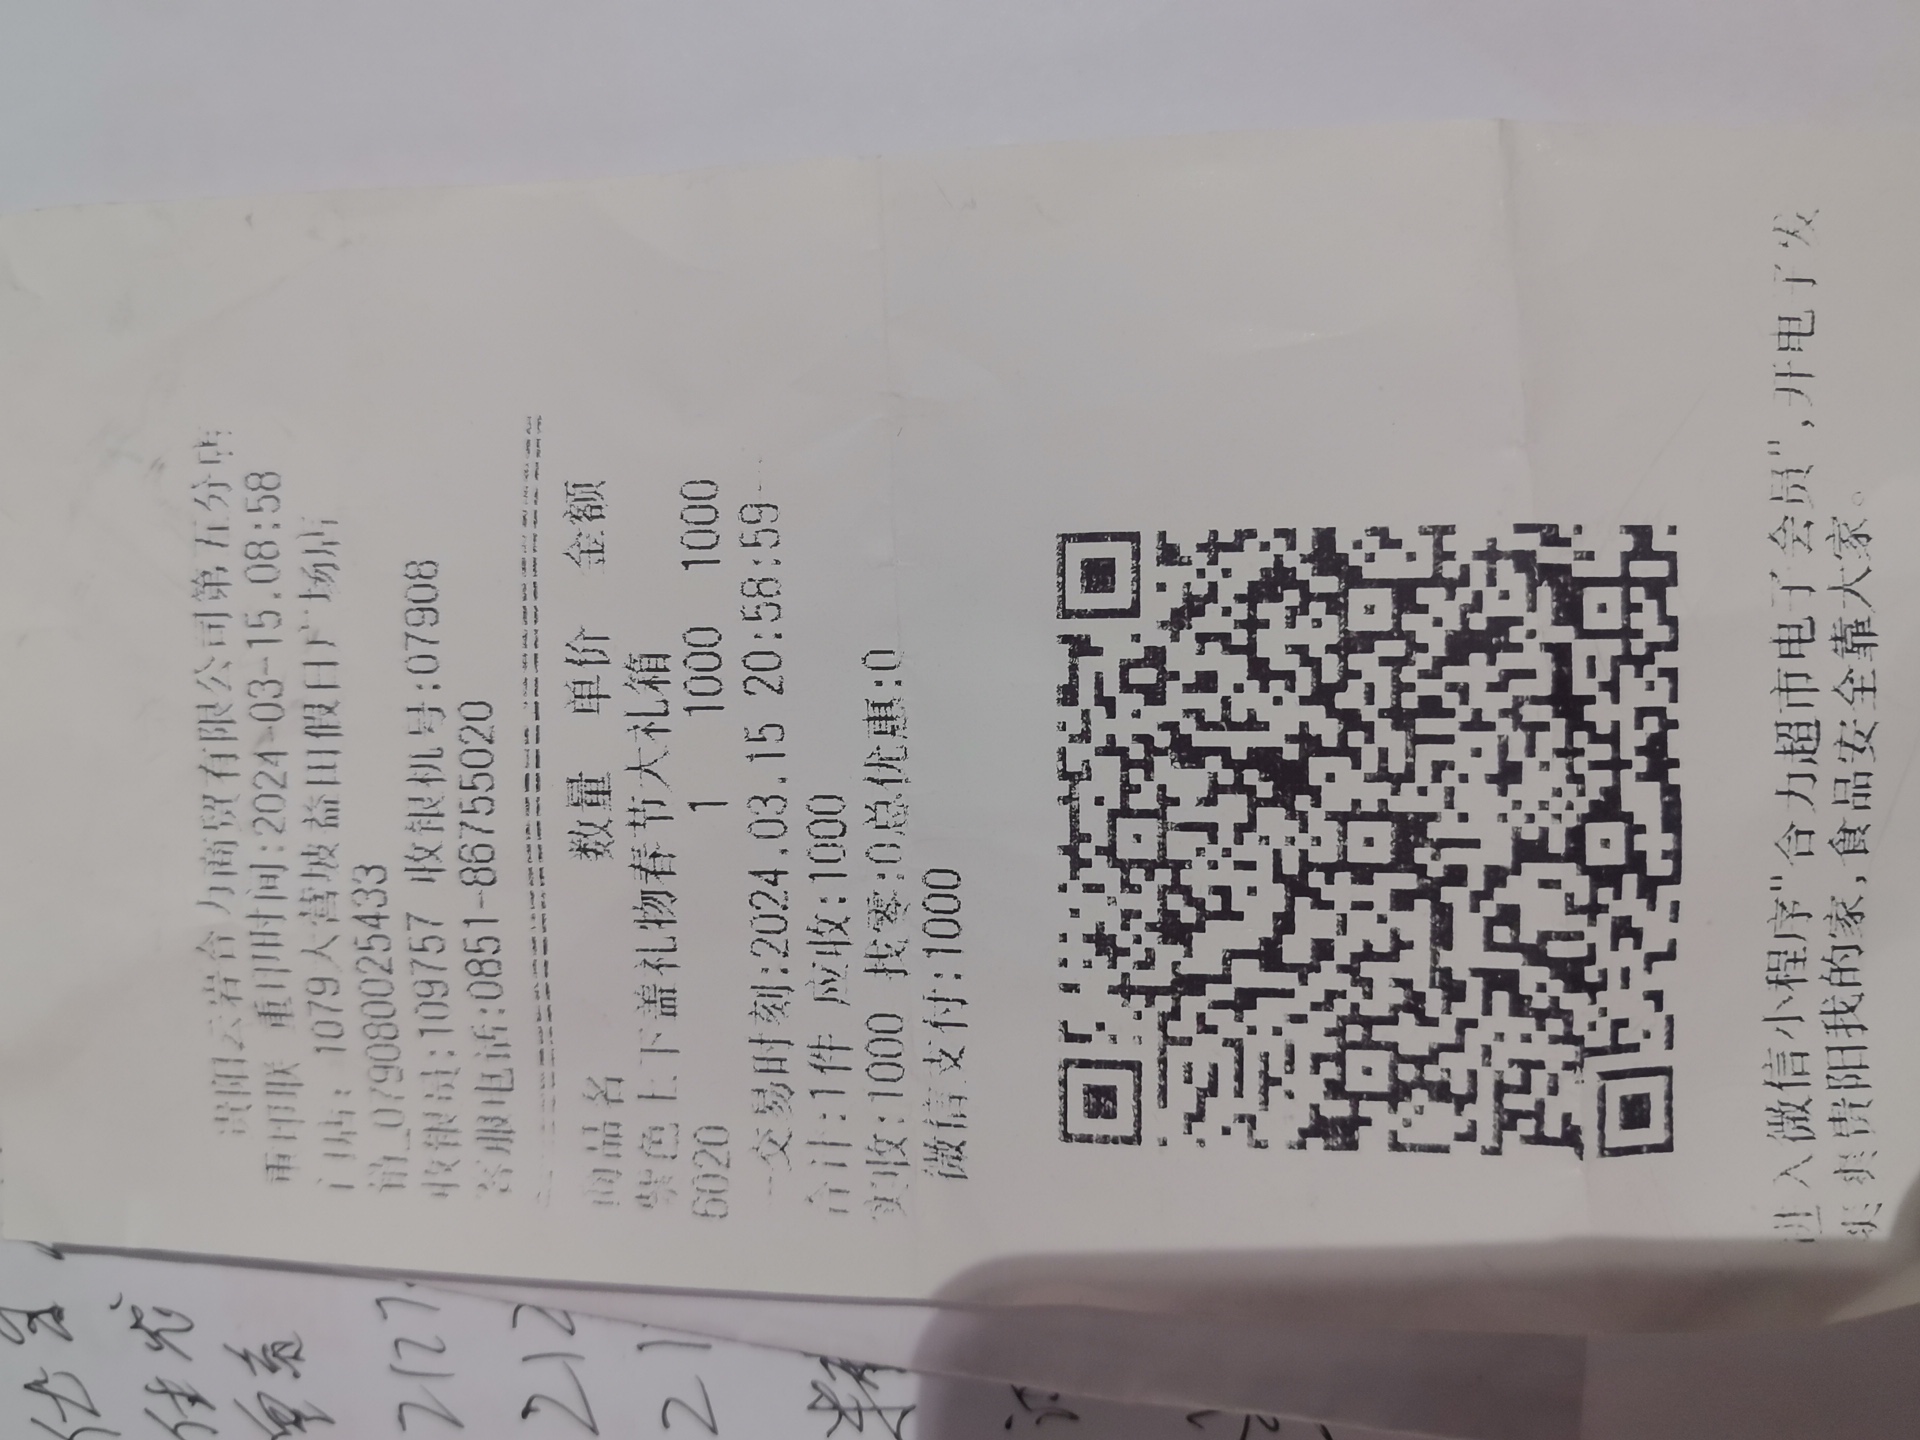 贵阳云岩合力商贸有限公司第五分店
重印联 重印时间:2024-03-15.08:58
门店: 1079大营坡益田假日广场店
销_079080025433
收银员:109757 收银机号:07908
客服电话:0851-86755020
商品名 数量 单价 金额
紫色上下盖礼物春节大礼箱
6020 1 1000 1000
-交易时刻:2024.03.15 20:58:59-
合计:1件 应收:1000
实收:1000 找零:0总优惠:0
微信支付:1000
进入微信小程序"合力超市电子会员",开电子发
爽爽贵阳我的家,食品安全靠大家。
2127
212
21